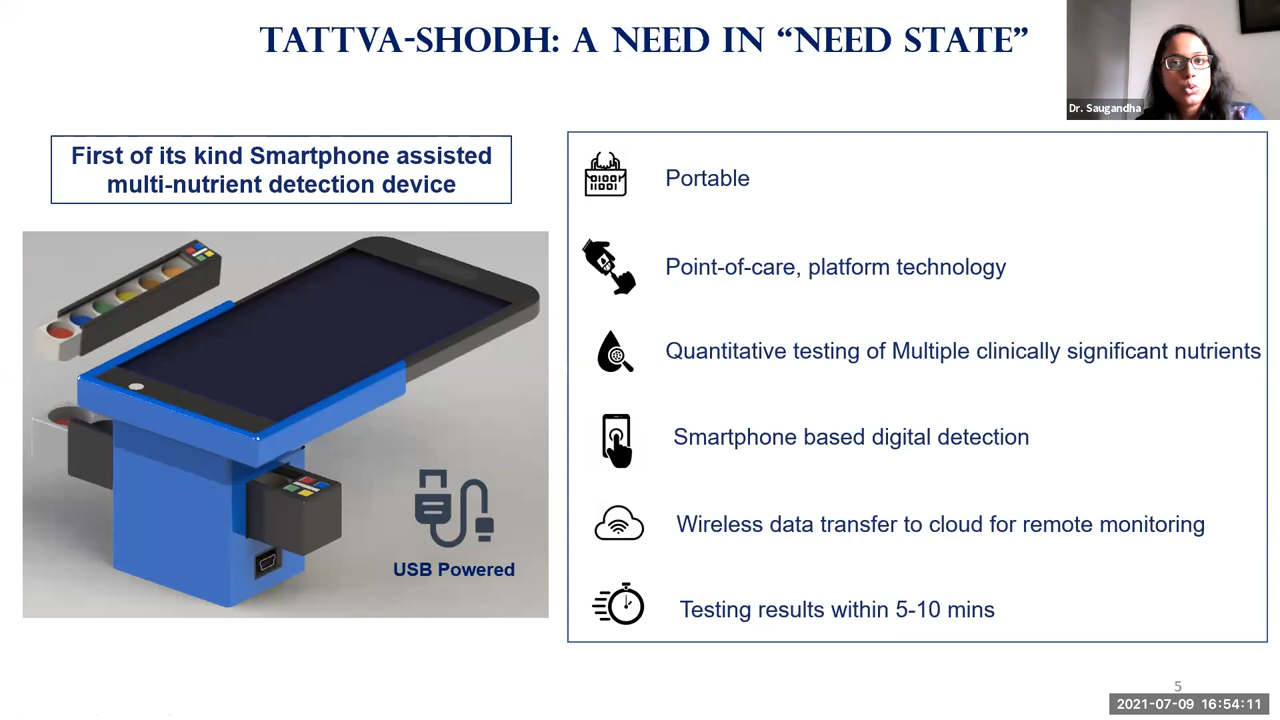 TATTVA-SHODH: A NEED IN “NEED STATE”
Dr. Saugandha
First of its kind Smartphone assisted
multi-nutrient detection device
USB Powered
01001
11001
Portable
Point-of-care, platform technology
Quantitative testing of Multiple clinically significant nutrients
Smartphone based digital detection
Wireless data transfer to cloud for remote monitoring
Testing results within 5-10 mins
5
2021-07-09 16:54:11